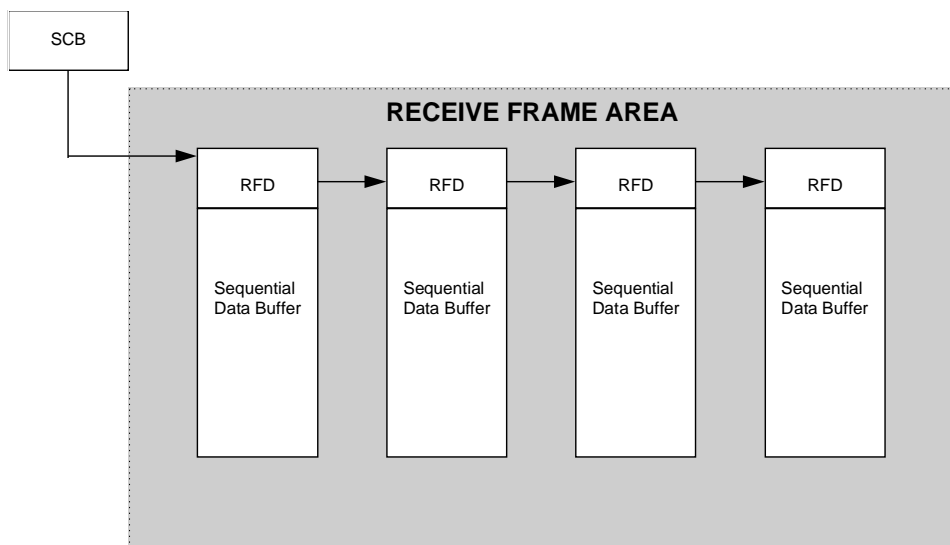 SCB
RECEIVE FRAME AREA
RFD
RFD
RFD
RFD
Sequential
Data Buffer
Sequential
Data Buffer
Sequential
Data Buffer
Sequential
Data Buffer